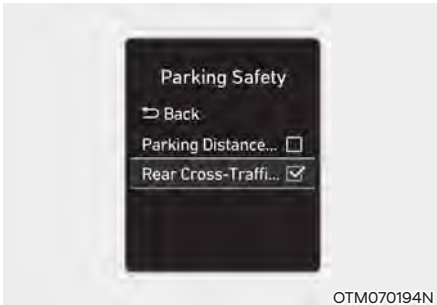 Parking Safety
Back
Parking Distance...
Rear Cross-Traffi...
OTM070194N